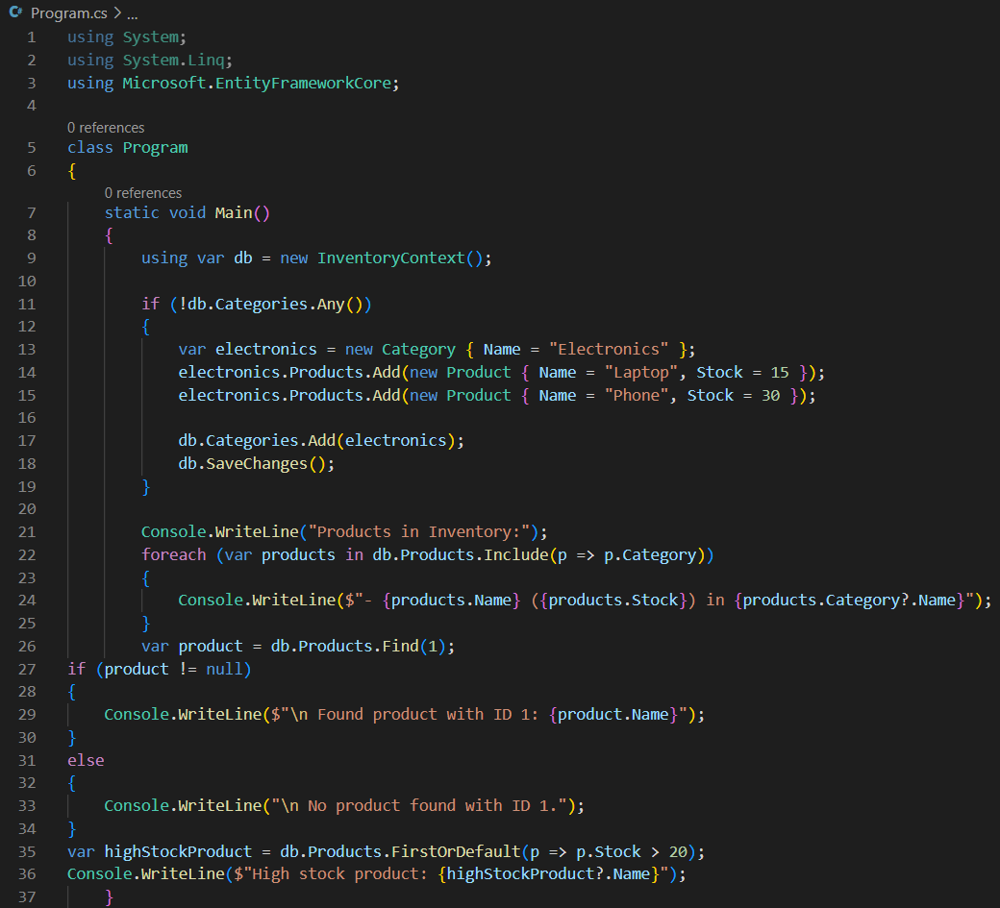 C# Program.cs > ...
1 using System;
2 using System.Linq;
3 using Microsoft.EntityFrameworkCore;
4
0 references
5 class Program
6 {
0 references
7     static void Main()
8     {
9         using var db = new InventoryContext();
10
11         if (!db.Categories.Any())
12         {
13             var electronics = new Category { Name = "Electronics" };
14             electronics.Products.Add(new Product { Name = "Laptop", Stock = 15 });
15             electronics.Products.Add(new Product { Name = "Phone", Stock = 30 });
16
17             db.Categories.Add(electronics);
18             db.SaveChanges();
19         }
20
21         Console.WriteLine("Products in Inventory:");
22         foreach (var products in db.Products.Include(p => p.Category))
23         {
24             Console.WriteLine($"- {products.Name} ({products.Stock}) in {products.Category?.Name}");
25         }
26         var product = db.Products.Find(1);
27 if (product != null)
28 {
29     Console.WriteLine($"\n Found product with ID 1: {product.Name}");
30 }
31 else
32 {
33     Console.WriteLine("\n No product found with ID 1.");
34 }
35 var highStockProduct = db.Products.FirstOrDefault(p => p.Stock > 20);
36 Console.WriteLine($"High stock product: {highStockProduct?.Name}");
37     }